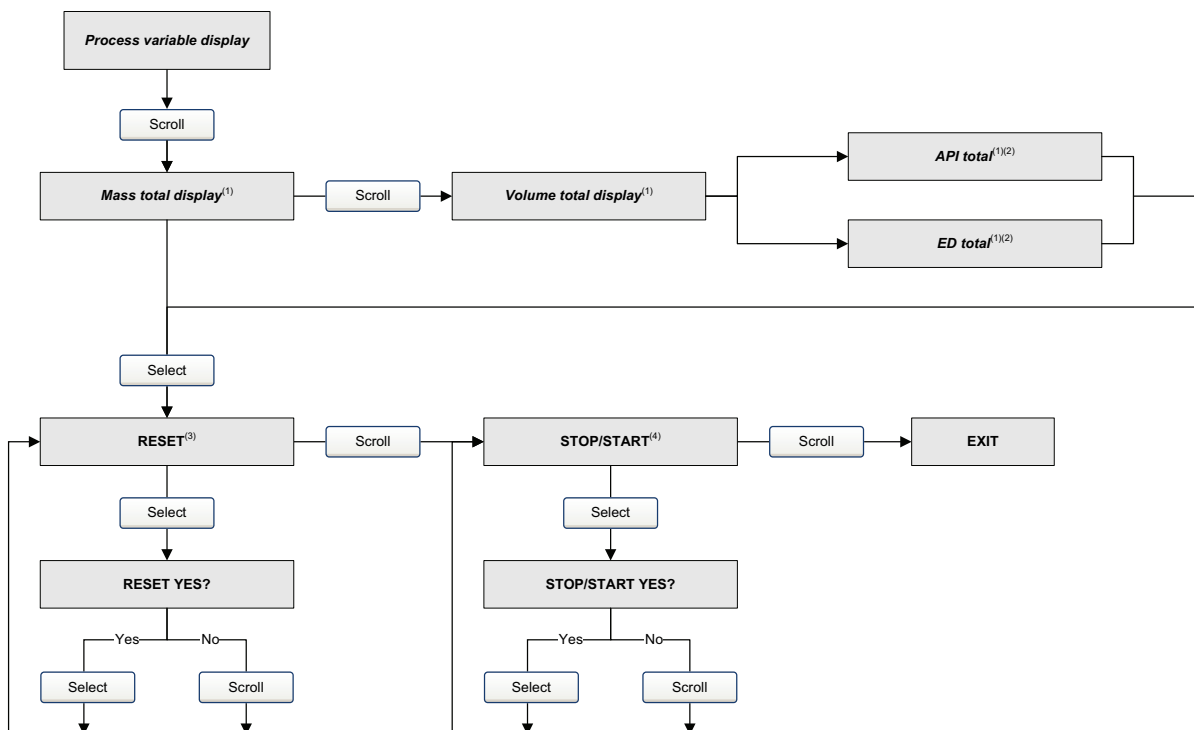 Process variable display
Scroll
Mass total display(1)
Scroll
Volume total display(1)
API total(1)(2)
ED total(1)(2)
Select
RESET(3)
Scroll
STOP/START(4)
Scroll
EXIT
Select
Select
RESET YES?
STOP/START YES?
Yes
No
Yes
No
Select
Scroll
Select
Scroll